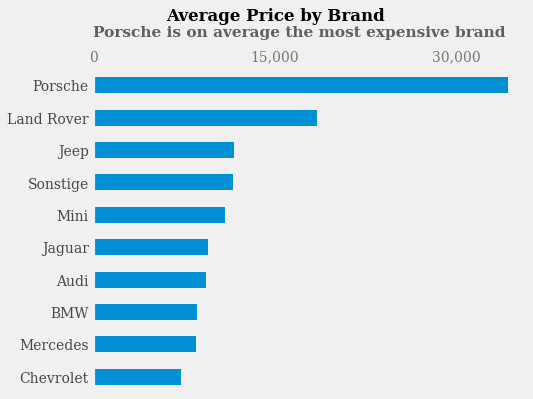 Average Price by Brand
Porsche is on average the most expensive brand
0 15,000 30,000
Porsche
Land Rover
Jeep
Sonstige
Mini
Jaguar
Audi
BMW
Mercedes
Chevrolet